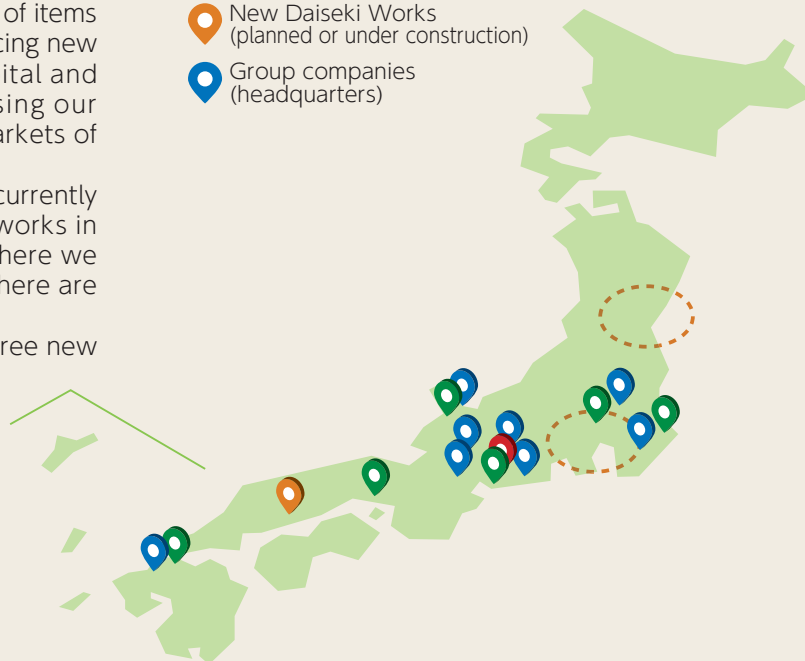 of items
cing new
ital and
sing our
arkets of
currently
works in
here we
here are
ree new
New Daiseki Works
(planned or under construction)
Group companies
(headquarters)